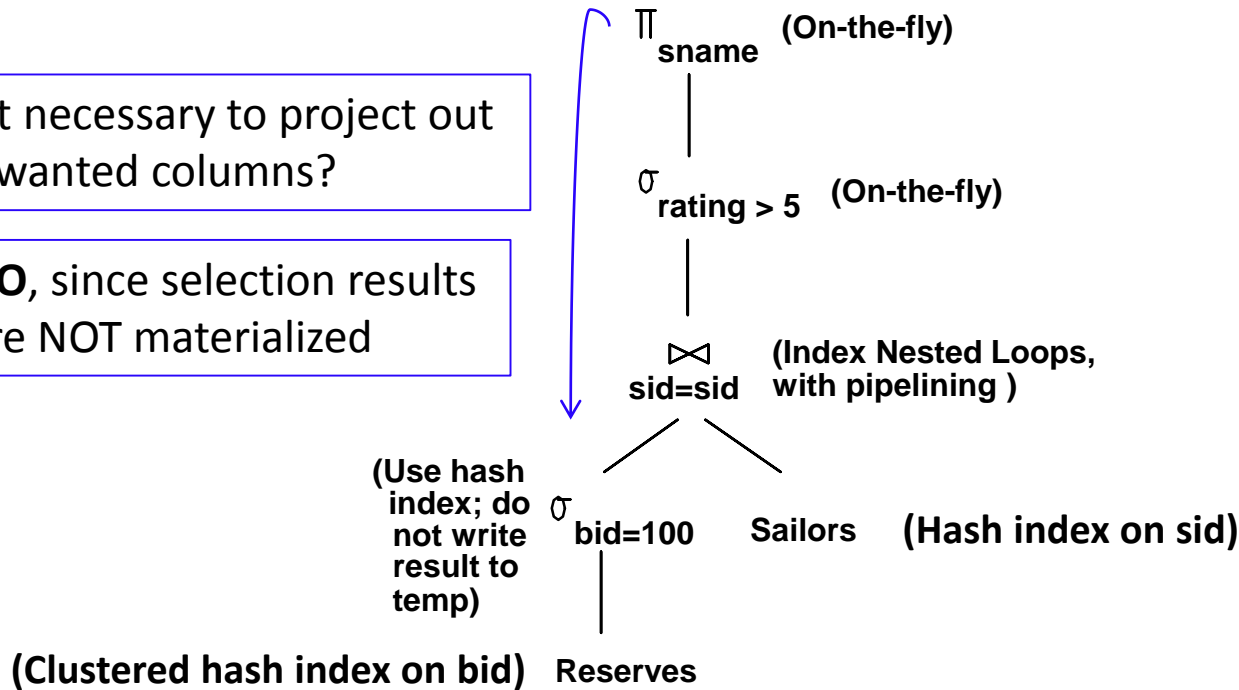 π sname (On-the-fly)
t necessary to project out
wanted columns?
σ rating > 5 (On-the-fly)
O, since selection results
re NOT materialized
⋈ sid=sid
(Index Nested Loops,
with pipelining )
(Use hash
index; do
not write
result to
temp)
σ bid=100
Sailors
(Hash index on sid)
(Clustered hash index on bid)
Reserves